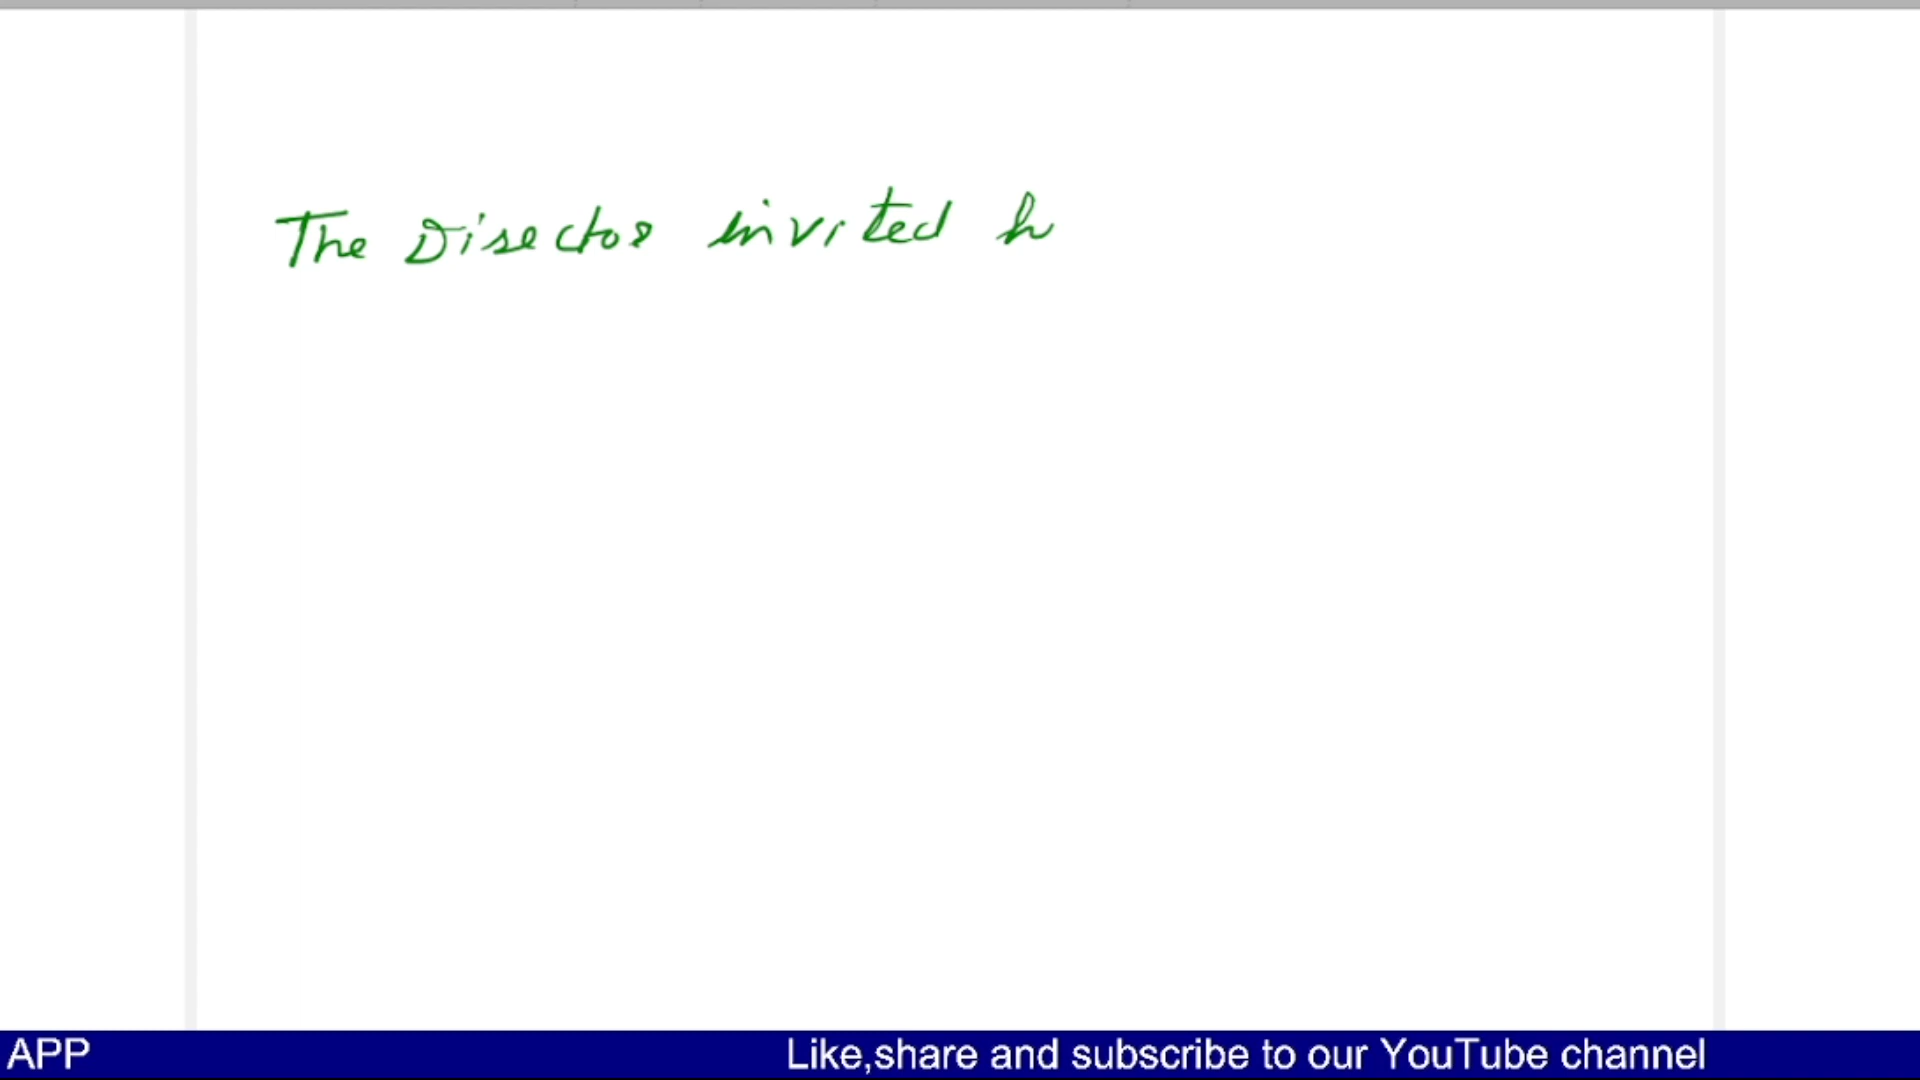 The Director invited h
APP
Like,share and subscribe to our YouTube channel